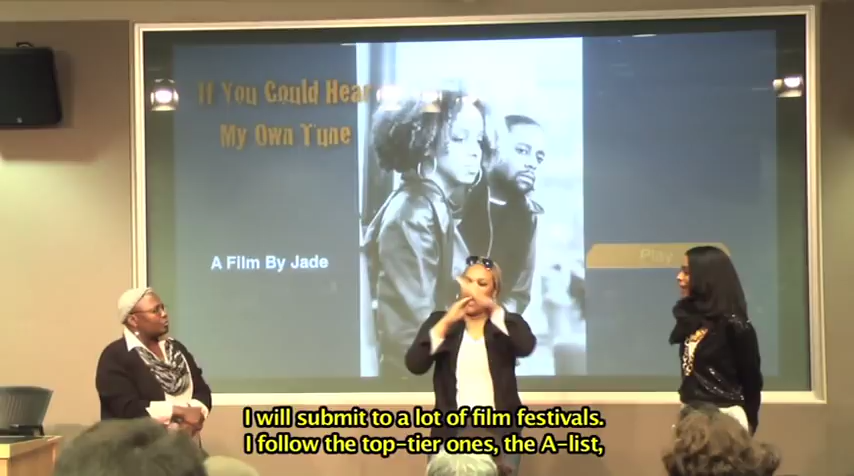 If You Could Hear
My Own Tune
A Film By Jade
Play
I will submit to a lot of film festivals.
I follow the top-tier ones, the A-list,